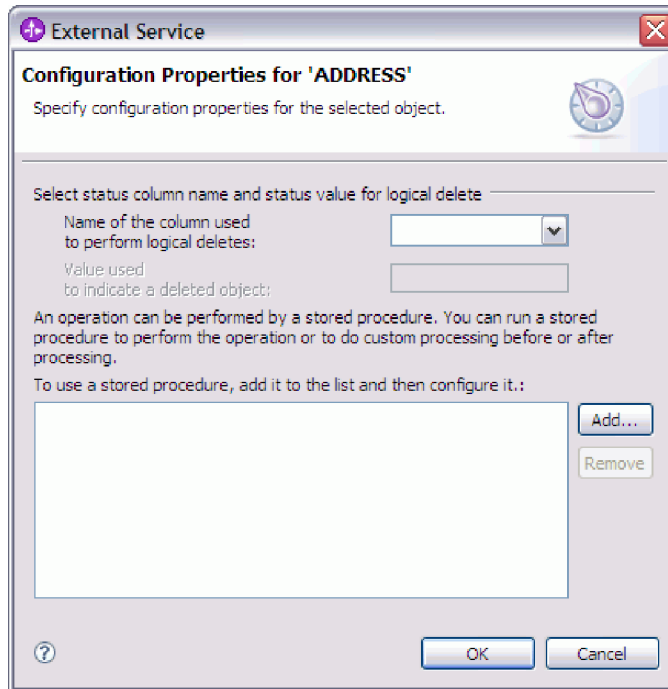 External Service
Configuration Properties for 'ADDRESS'
Specify configuration properties for the selected object.
Select status column name and status value for logical delete
Name of the column used
to perform logical deletes:
Value used
to indicate a deleted object:
An operation can be performed by a stored procedure. You can run a stored
procedure to perform the operation or to do custom processing before or after
processing.
To use a stored procedure, add it to the list and then configure it.:
Add...
Remove
?
OK
Cancel